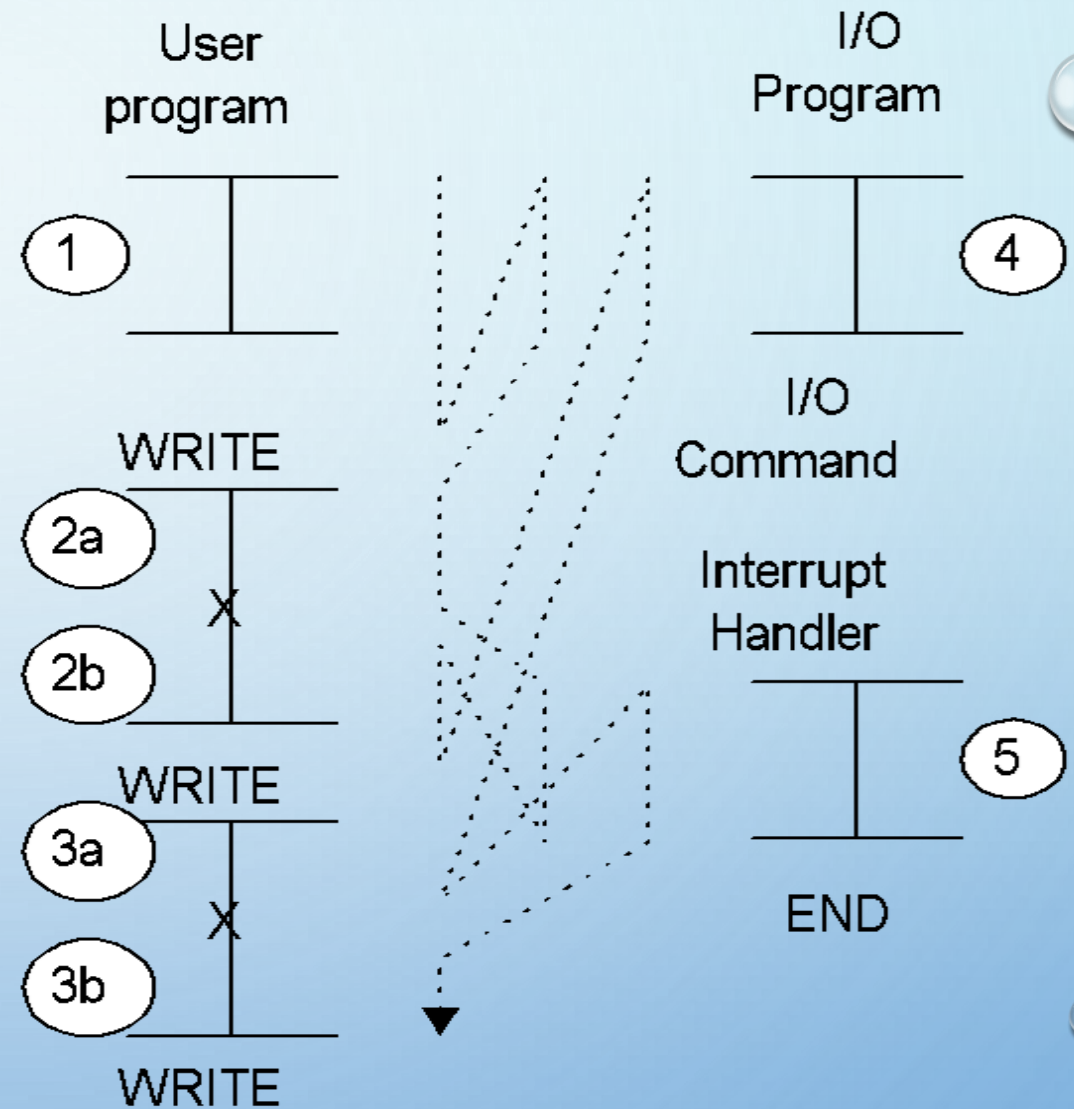 User
program
1
WRITE
2a
X
2b
WRITE
3a
X
3b
WRITE
I/O
Program
4
I/O
Command
Interrupt
Handler
5
END